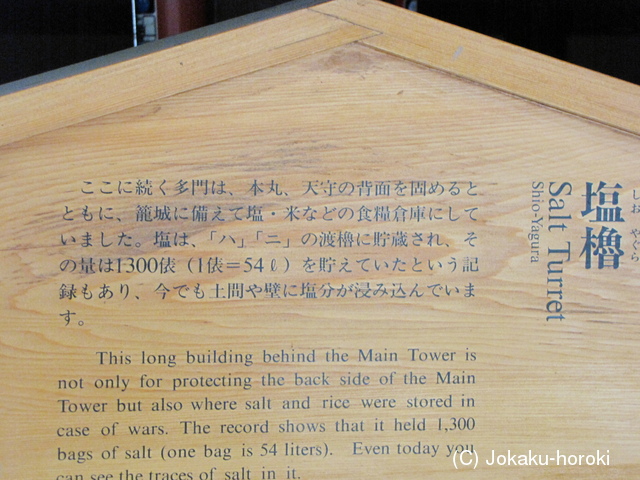 塩櫓
しお やぐら
Salt Turret
Shio-Yagura
ここに続く多門は、本丸、天守の背面を固めると
ともに、籠城に備えて塩・米などの食糧倉庫にして
いました。塩は、「ハ」「ニ」の渡櫓に貯蔵され、そ
の量は1300俵（1俵＝54ℓ）を貯えていたという記
録もあり、今でも土間や壁に塩分が浸み込んでいま
す。
This long building behind the Main Tower is
not only for protecting the back side of the Main
Tower but also where salt and rice were stored in
case of wars. The record shows that it held 1,300
bags of salt (one bag is 54 liters). Even today you
can see the traces of salt in it.
(C) Jokaku-horoki